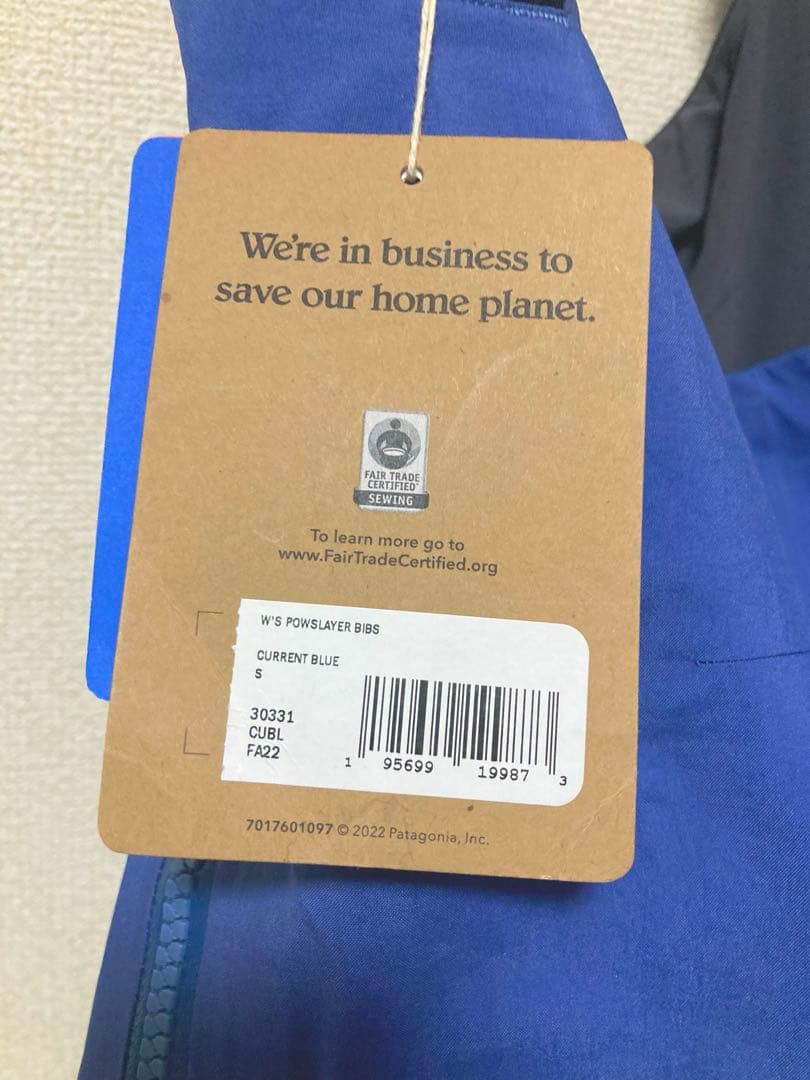 We're in business to
save our home planet.
FAIR TRADE
CERTIFIED™
SEWING
To learn more go to
www.FairTradeCertified.org
W'S POWSLAYER BIBS
CURRENT BLUE
S
30331
CUBL
FA22
1 95699 19987 3
7017601097 © 2022 Patagonia, Inc.